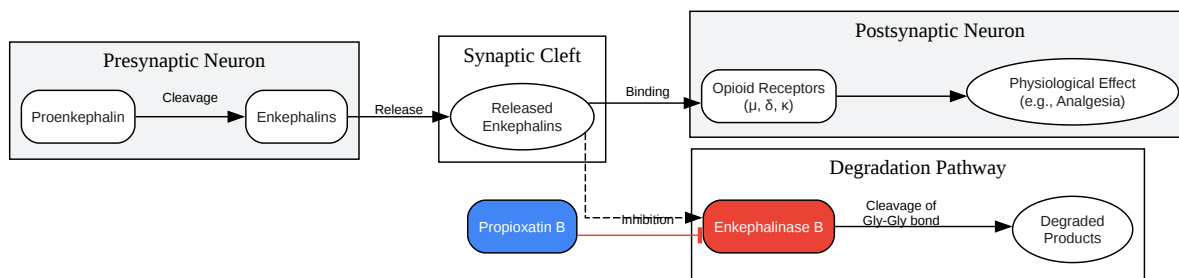 Presynaptic Neuron
Proenkephalin
Cleavage
Enkephalins
Release
Synaptic Cleft
Released
Enkephalins
Binding
Postsynaptic Neuron
Opioid Receptors
(μ, δ, κ)
Physiological Effect
(e.g., Analgesia)
Propioxatin B
Inhibition
Degradation Pathway
Enkephalinase B
Cleavage of
Gly-Gly bond
Degraded
Products